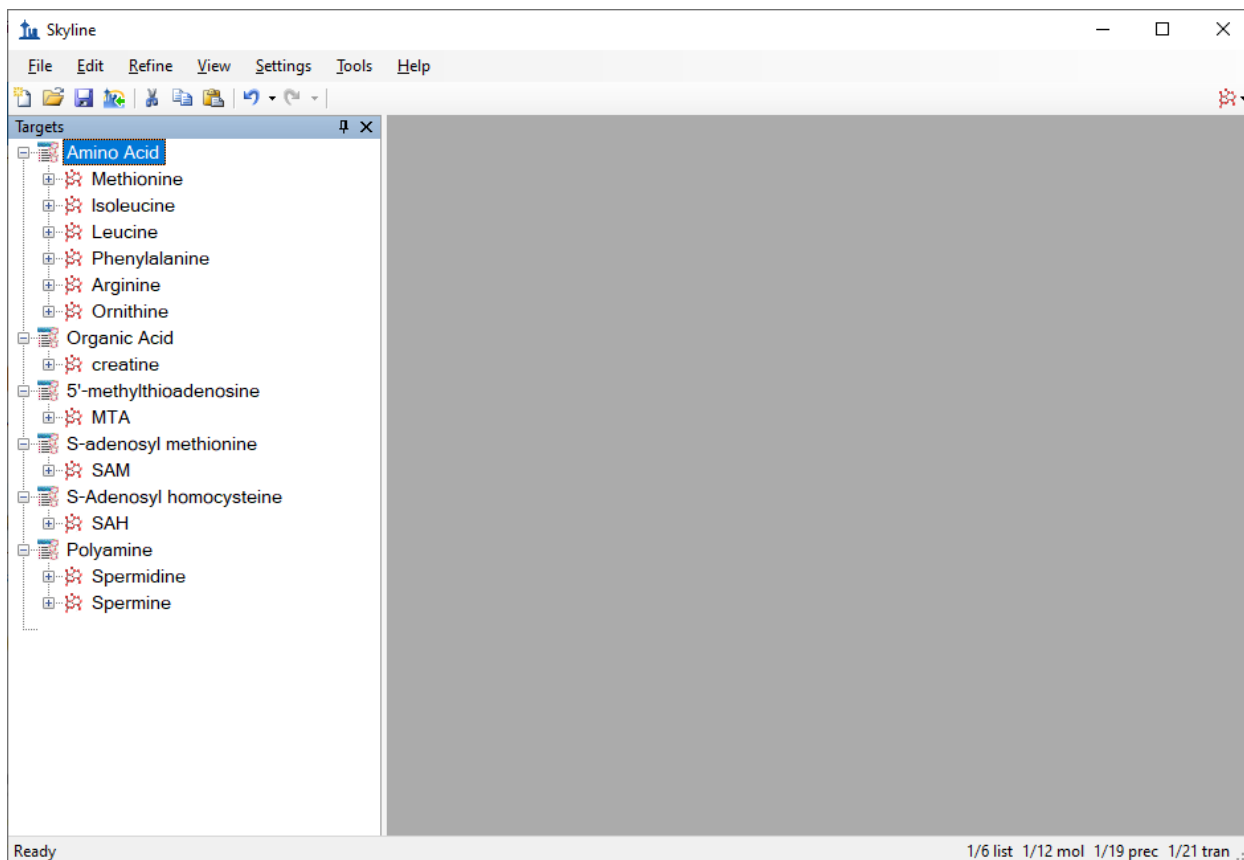 Skyline
File Edit Refine View Settings Tools Help
Targets
Amino Acid
Methionine
Isoleucine
Leucine
Phenylalanine
Arginine
Ornithine
Organic Acid
creatine
5'-methylthioadenosine
MTA
S-adenosyl methionine
SAM
S-Adenosyl homocysteine
SAH
Polyamine
Spermidine
Spermine
Ready 1/6 list 1/12 mol 1/19 prec 1/21 tran